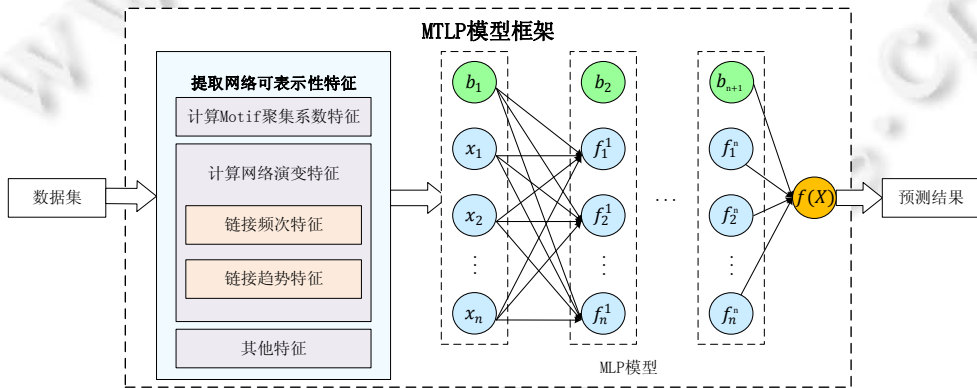 MTLP模型框架
提取网络可表示性特征
计算Motif聚集系数特征
计算网络演变特征
链接频次特征
链接趋势特征
其他特征
数据集
b₁
x₁
x₂
⋮
xₙ
b₂
f₁¹
f₂¹
⋮
fₙ¹
···
bₙ₊₁
f₁ⁿ
f₂ⁿ
⋮
fₙⁿ
f(X)
预测结果
MLP模型